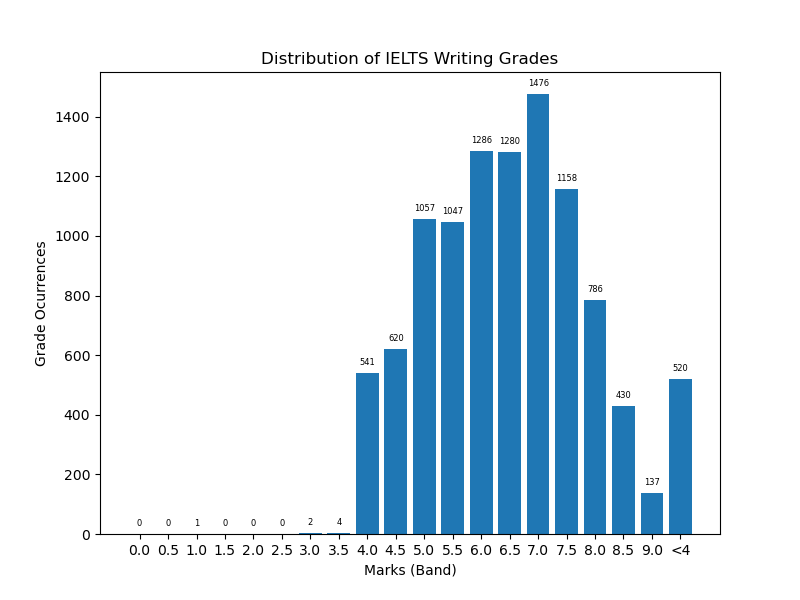 Distribution of IELTS Writing Grades
Grade Ocurrences
1400
1200
1000
800
600
400
200
0
0 0 1 0 0 0 2 4 541 620 1057 1047 1286 1280 1476 1158 786 430 137 520
0.0 0.5 1.0 1.5 2.0 2.5 3.0 3.5 4.0 4.5 5.0 5.5 6.0 6.5 7.0 7.5 8.0 8.5 9.0 <4
Marks (Band)